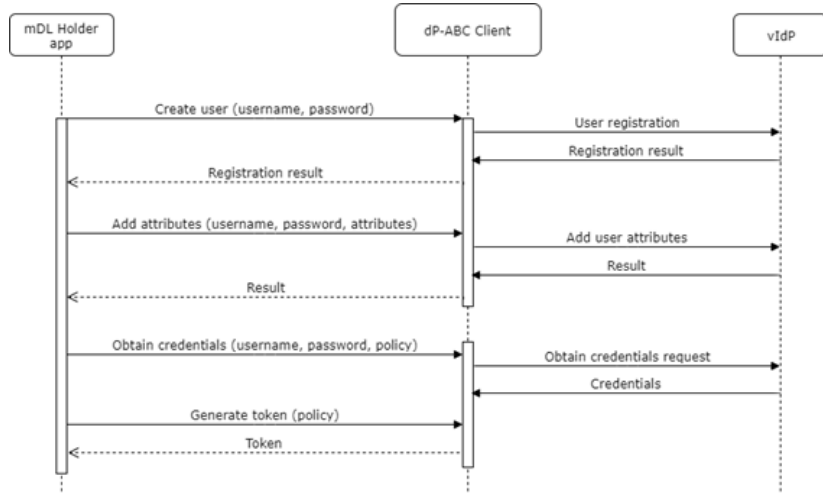 mDL Holder
app
dP-ABC Client
vIdP
Create user (username, password)
User registration
Registration result
Registration result
Add attributes (username, password, attributes)
Add user attributes
Result
Result
Obtain credentials (username, password, policy)
Obtain credentials request
Credentials
Generate token (policy)
Token